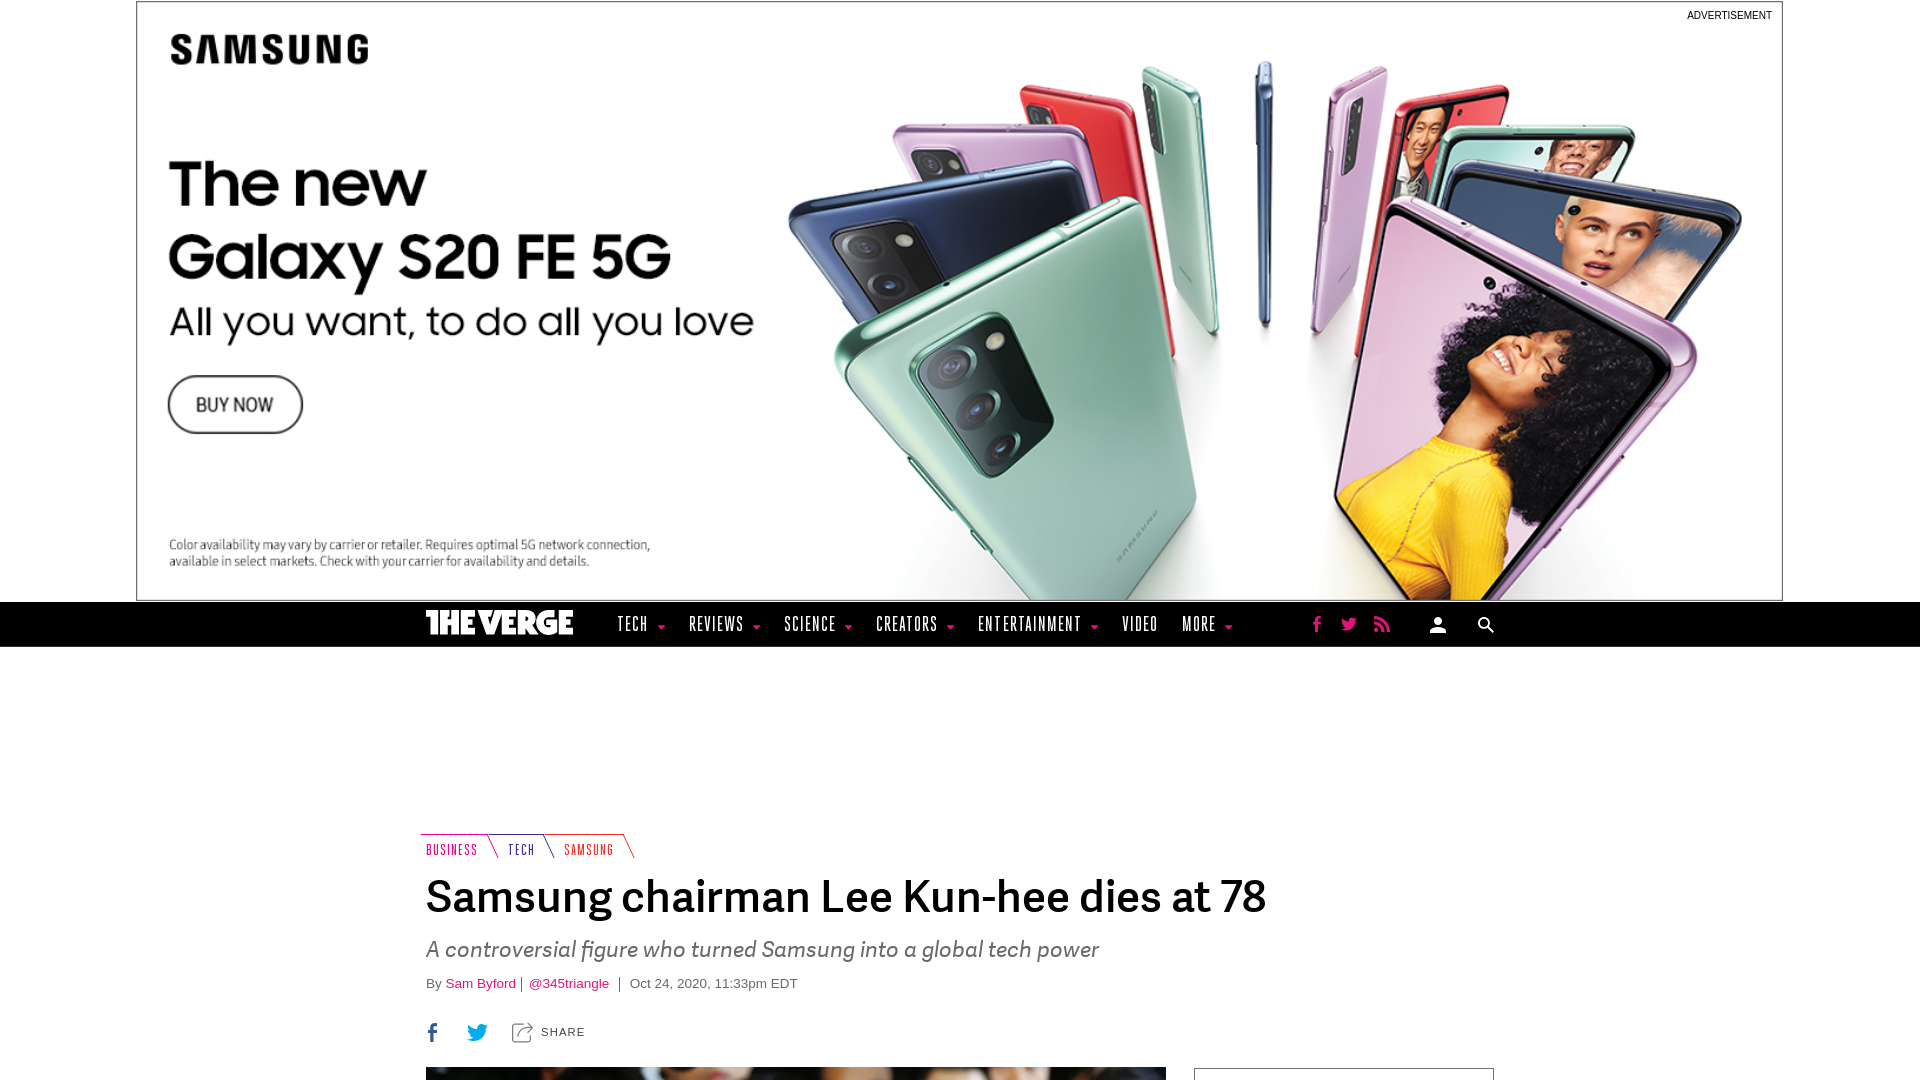 ADVERTISEMENT
SAMSUNG
The new
Galaxy S20 FE 5G
All you want, to do all you love
BUY NOW
SAMSUNG
Color availability may vary by carrier or retailer. Requires optimal 5G network connection,
available in select markets. Check with your carrier for availability and details.
THE VERGE TECH REVIEWS SCIENCE CREATORS ENTERTAINMENT VIDEO MORE
BUSINESS TECH SAMSUNG
Samsung chairman Lee Kun-hee dies at 78
A controversial figure who turned Samsung into a global tech power
By Sam Byford | @345triangle | Oct 24, 2020, 11:33pm EDT
SHARE